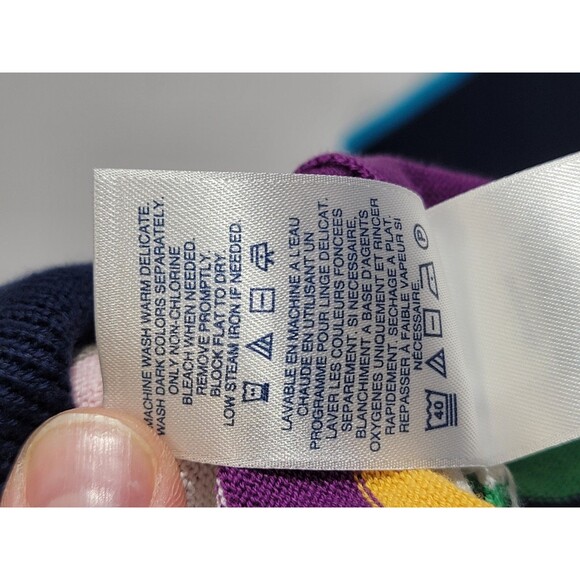 MACHINE WASH WARM DELICATE.
WASH DARK COLORS SEPARATELY.
ONLY NON-CHLORINE
BLEACH WHEN NEEDED.
REMOVE PROMPTLY.
BLOCK FLAT TO DRY.
LOW STEAM IRON IF NEEDED.
LAVABLE EN MACHINE A L'EAU
CHAUDE EN UTILISANT UN
PROGRAMME POUR LINGE DELICAT.
LAVER LES COULEURS FONCEES
SEPAREMENT. SI NECESSAIRE,
BLANCHIMENT A BASE D'AGENTS
OXYGENES UNIQUEMENT ET RINCER
RAPIDEMENT. SECHAGE A PLAT.
REPASSER A FAIBLE VAPEUR SI
NECESSAIRE.
40
P